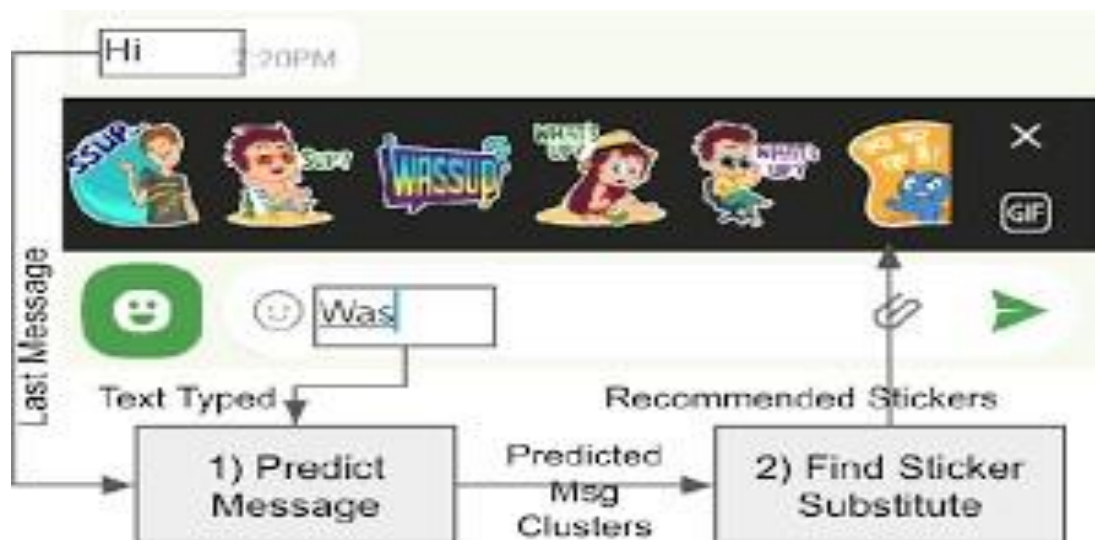 Hi
:20PM
SSUP
SUP?
WASSUP
WHAT'S
UP?
WHAT'S
UP?
GIF
Was
Last Message
Text Typed
Recommended Stickers
1) Predict
Message
Predicted
Msg
Clusters
2) Find Sticker
Substitute